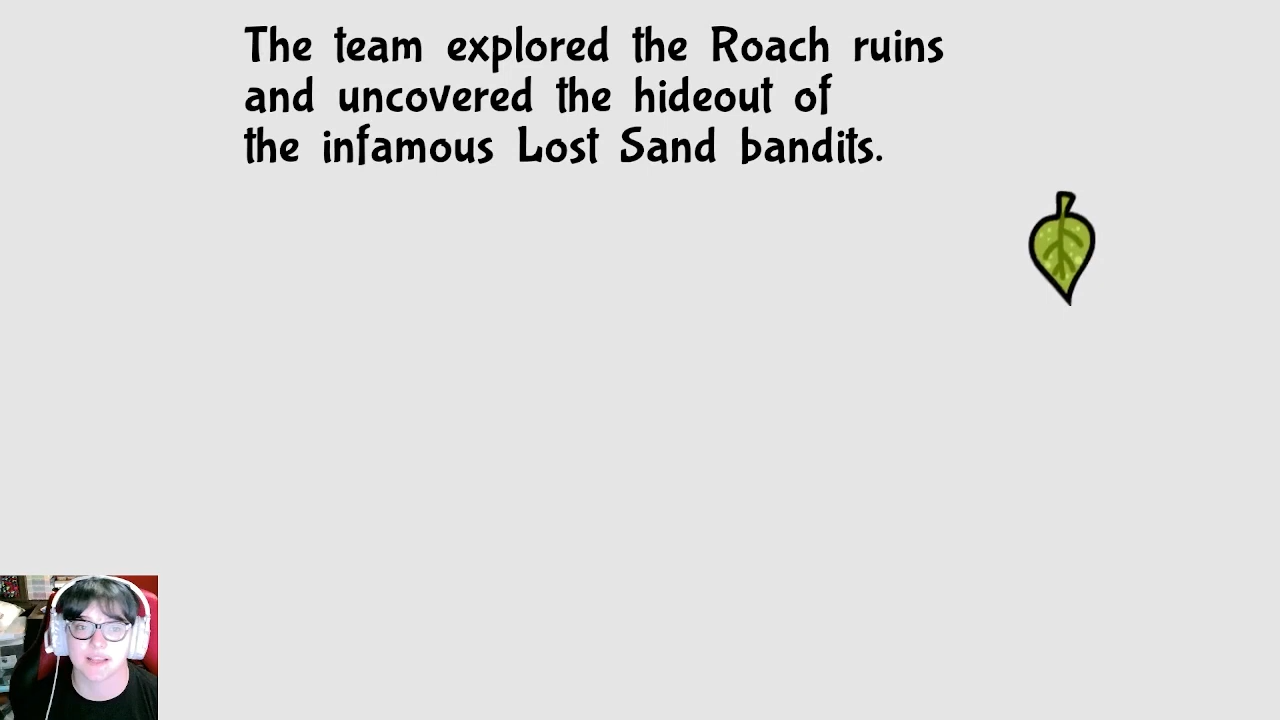 The team explored the Roach ruins
and uncovered the hideout of
the infamous Lost Sand bandits.